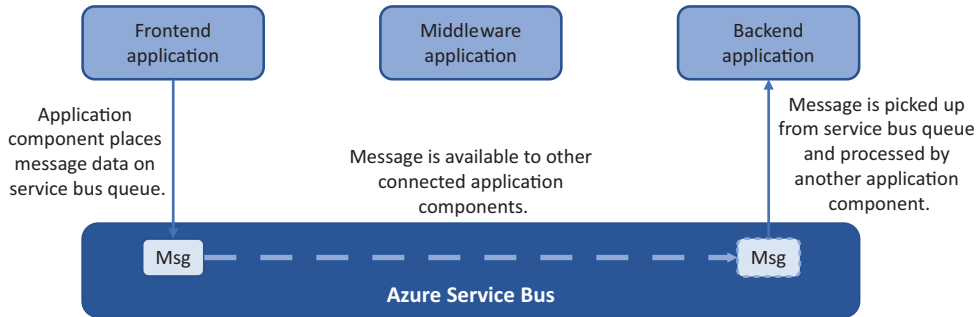 Frontend
application
Middleware
application
Backend
application
Application
component places
message data on
service bus queue.
Message is available to other
connected application
components.
Message is picked up
from service bus queue
and processed by
another application
component.
Msg
Msg
Azure Service Bus